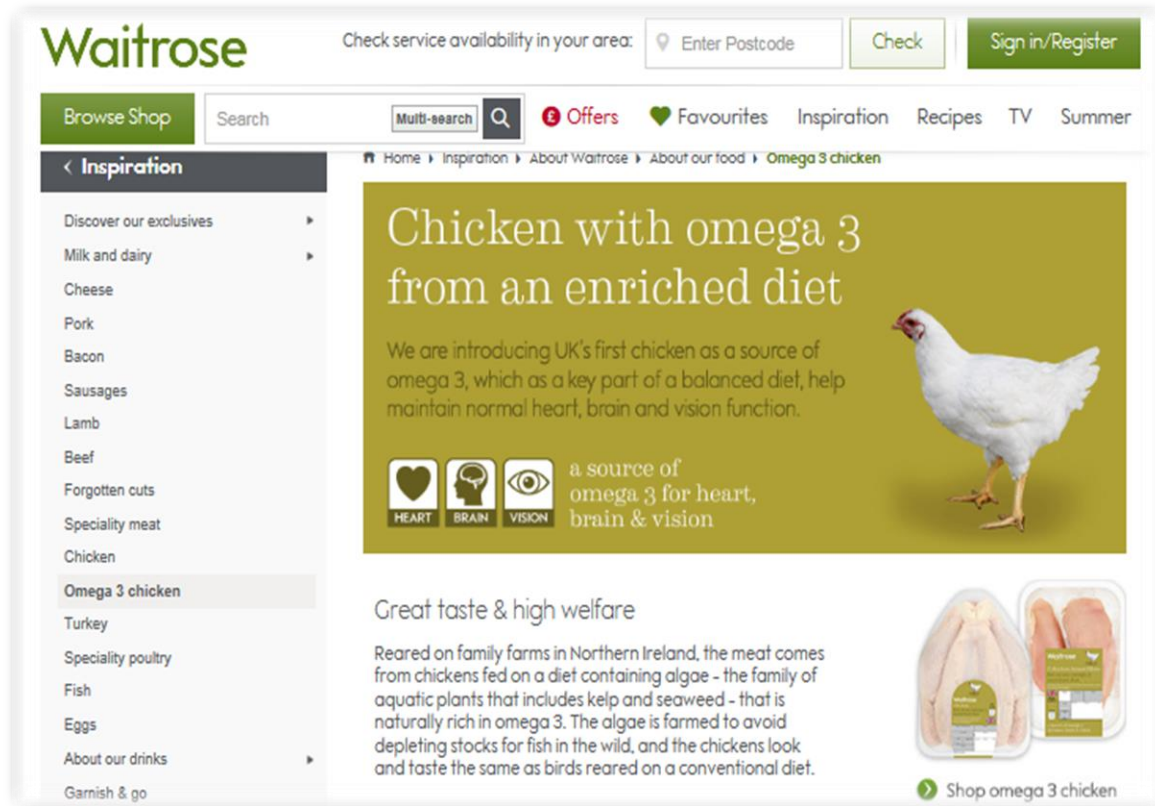 Waitrose
Check service availability in your area:
Enter Postcode
Check
Sign in/Register
Browse Shop
Search
Multi-search
£ Offers
Favourites
Inspiration
Recipes
TV
Summer
Inspiration
Home
Inspiration
About Waitrose
About our food
Omega 3 chicken
Discover our exclusives
Milk and dairy
Cheese
Pork
Bacon
Sausages
Lamb
Beef
Forgotten cuts
Speciality meat
Chicken
Omega 3 chicken
Turkey
Speciality poultry
Fish
Eggs
About our drinks
Garnish & go
Chicken with omega 3
from an enriched diet
We are introducing UK's first chicken as a source of
omega 3, which as a key part of a balanced diet, help
maintain normal heart, brain and vision function.
HEART
BRAIN
VISION
a source of
omega 3 for heart,
brain & vision
Great taste & high welfare
Reared on family farms in Northern Ireland, the meat comes
from chickens fed on a diet containing algae - the family of
aquatic plants that includes kelp and seaweed - that is
naturally rich in omega 3. The algae is farmed to avoid
depleting stocks for fish in the wild, and the chickens look
and taste the same as birds reared on a conventional diet.
Waitrose
Waitrose
Shop omega 3 chicken